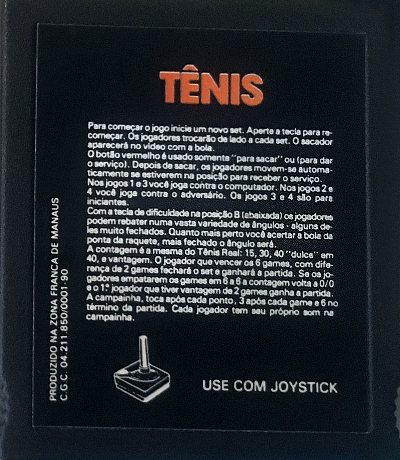 TÊNIS
Para começar o jogo inicie um novo set. Aperte a tecla para re-
começar. Os jogadores trocarão de lado a cada set. O sacador
aparecerá no vídeo com a bola.
O botão vermelho é usado somente "para sacar" ou (para dar
o serviço). Depois de sacar, os jogadores movem-se automa-
ticamente se estiverem na posição para receber o serviço.
Nos jogos 1 e 3 você joga contra o computador. Nos jogos 2 e
4 você joga contra o adversário. Os jogos 3 e 4 são para
iniciantes.
Com a tecla de dificuldade na posição B (abaixada) os jogadores
podem rebater numa vasta variedade de ângulos - alguns de-
les muito fechados. Quanto mais perto você acertar a bola da
ponta da raquete, mais fechado o ângulo será.
A contagem é a mesma do Tênis Real: 15, 30, 40 "dulce" em
40, e vantagem. O jogador que vencer os 6 games, com dife-
rença de 2 games fechará o set e ganhará a partida. Se os jo-
gadores empatarem os games em 6 a 6 a contagem volta a 0/0
e o 1º jogador que tiver vantagem de 2 games ganha a partida.
A campainha, toca após cada ponto, 3 após cada game e 6 no
término da partida. Cada jogador tem seu próprio som na
campainha.
USE COM JOYSTICK
PRODUZIDO NA ZONA FRANCA DE MANAUS
C.G.C. 04.211.850/0001-90